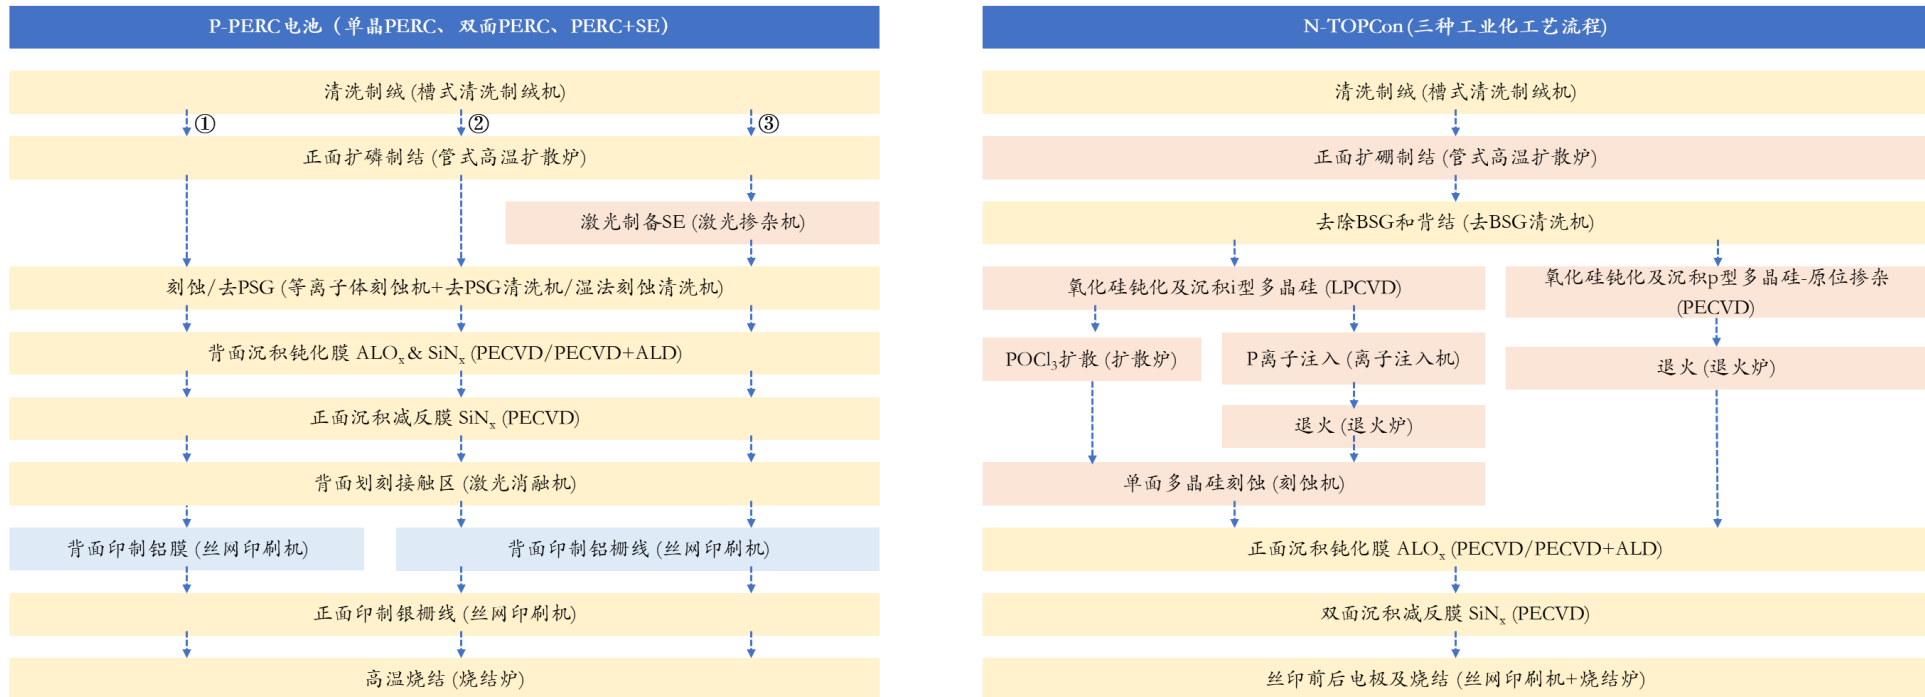 P-PERC电池（单晶PERC、双面PERC、PERC+SE）
清洗制绒 (槽式清洗制绒机)
① ② ③
正面扩磷制结 (管式高温扩散炉)
激光制备SE (激光掺杂机)
刻蚀/去PSG (等离子体刻蚀机+去PSG清洗机/湿法刻蚀清洗机)
背面沉积钝化膜 ALOx & SiNx (PECVD/PECVD+ALD)
正面沉积减反膜 SiNx (PECVD)
背面划刻接触区 (激光消融机)
背面印制铝膜 (丝网印刷机)
背面印制铝栅线 (丝网印刷机)
正面印制银栅线 (丝网印刷机)
高温烧结 (烧结炉)
N-TOPCon (三种工业化工艺流程)
清洗制绒 (槽式清洗制绒机)
正面扩硼制结 (管式高温扩散炉)
去除BSG和背结 (去BSG清洗机)
氧化硅钝化及沉积i型多晶硅 (LPCVD)
氧化硅钝化及沉积p型多晶硅-原位掺杂
(PECVD)
POCl3扩散 (扩散炉)
P离子注入 (离子注入机)
退火 (退火炉)
退火 (退火炉)
单面多晶硅刻蚀 (刻蚀机)
正面沉积钝化膜 ALOx (PECVD/PECVD+ALD)
双面沉积减反膜 SiNx (PECVD)
丝印前后电极及烧结 (丝网印刷机+烧结炉)